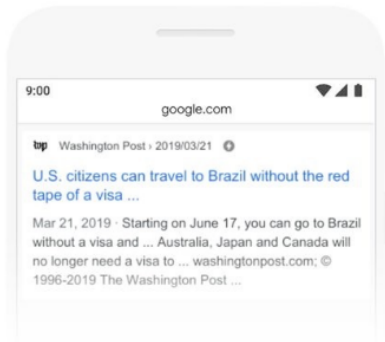 9:00
google.com
wp Washington Post › 2019/03/21
U.S. citizens can travel to Brazil without the red
tape of a visa ...
Mar 21, 2019 · Starting on June 17, you can go to Brazil
without a visa and ... Australia, Japan and Canada will
no longer need a visa to ... washingtonpost.com; ©
1996-2019 The Washington Post ...